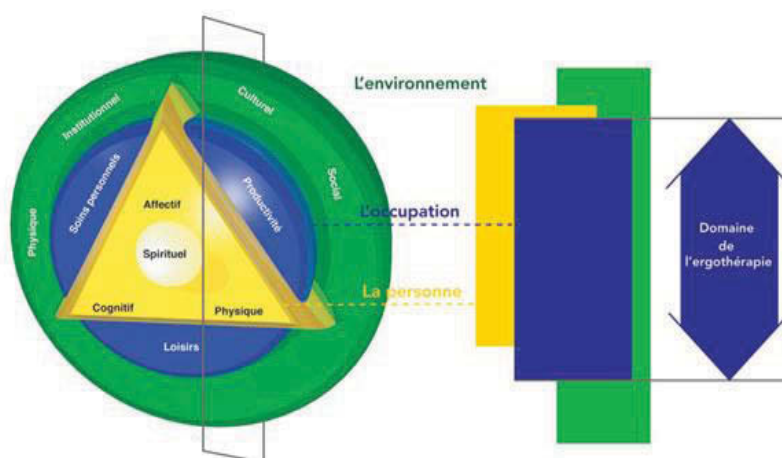 L'environnement
Institutionnel
Culturel
Physique
Soins personnels
Productivité
Social
Affectif
L'occupation
Spirituel
Domaine
de
l'ergothérapie
La personne
Cognitif
Physique
Loisirs